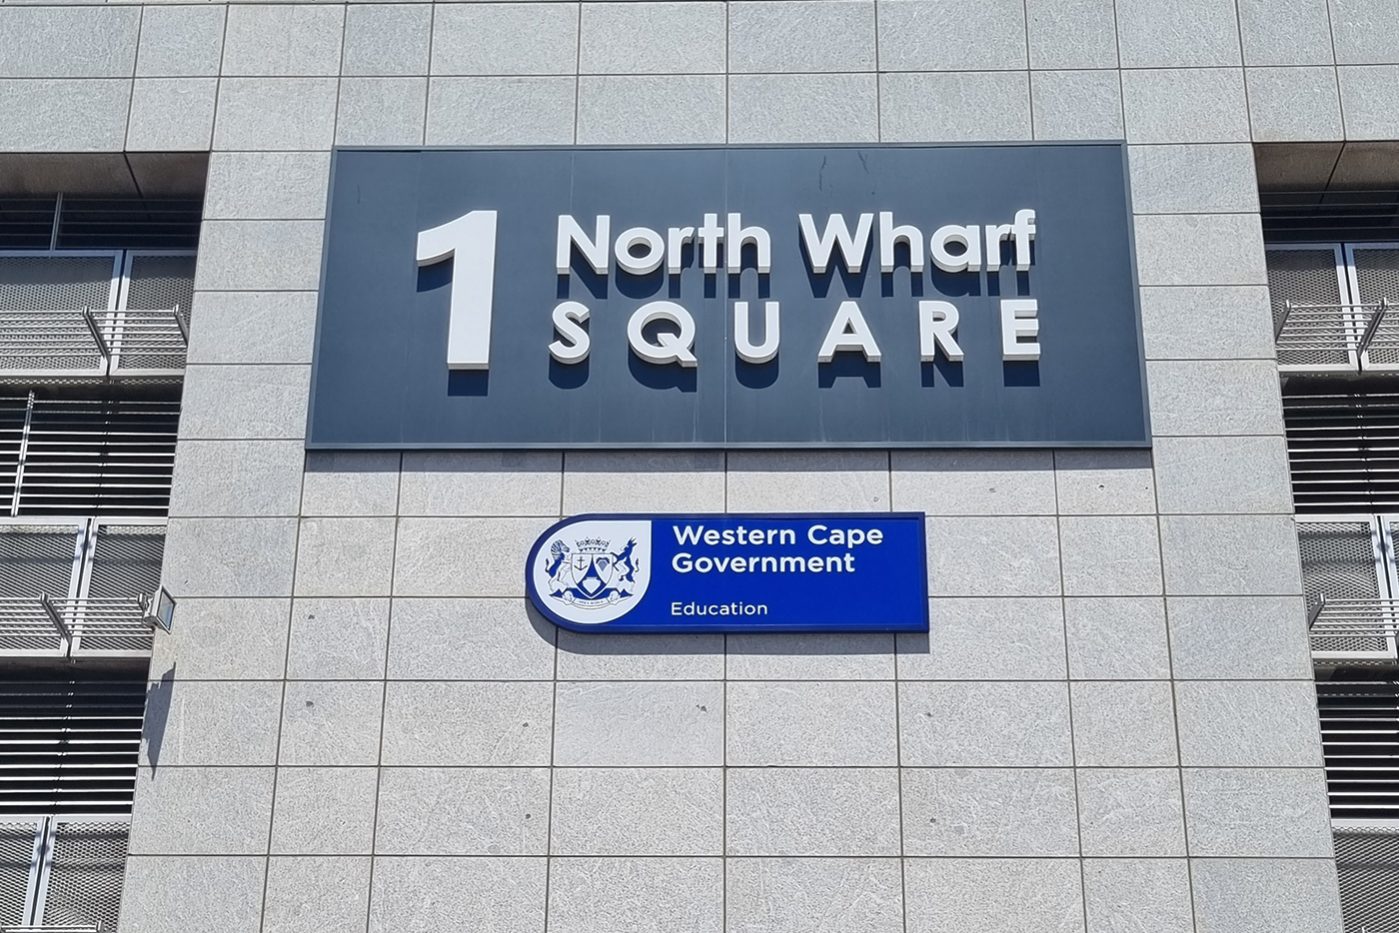 1 North Wharf
SQUARE
Western Cape
Government
Education